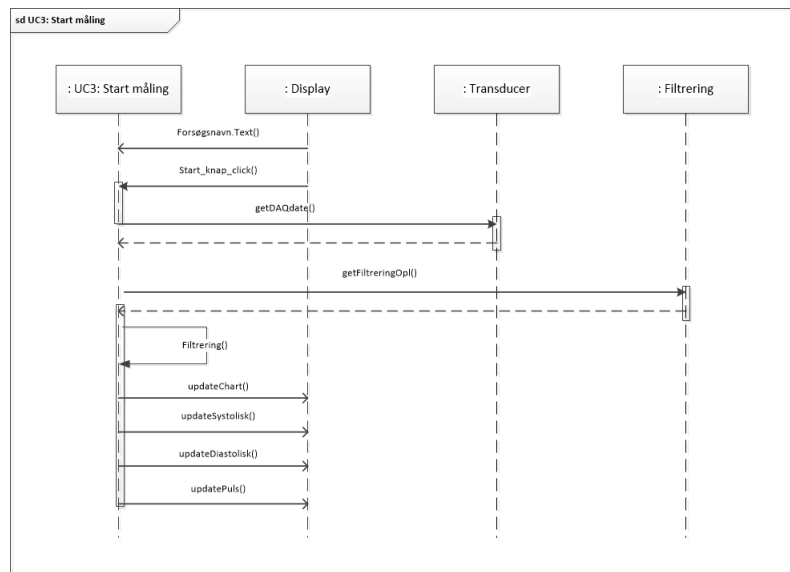 sd UC3: Start måling
: UC3: Start måling
: Display
: Transducer
: Filtrering
Forsøgsnavn.Text()
Start_knap_click()
getDAQdate()
getFiltreringOpl()
Filtrering()
updateChart()
updateSystolisk()
updateDiastolisk()
updatePuls()